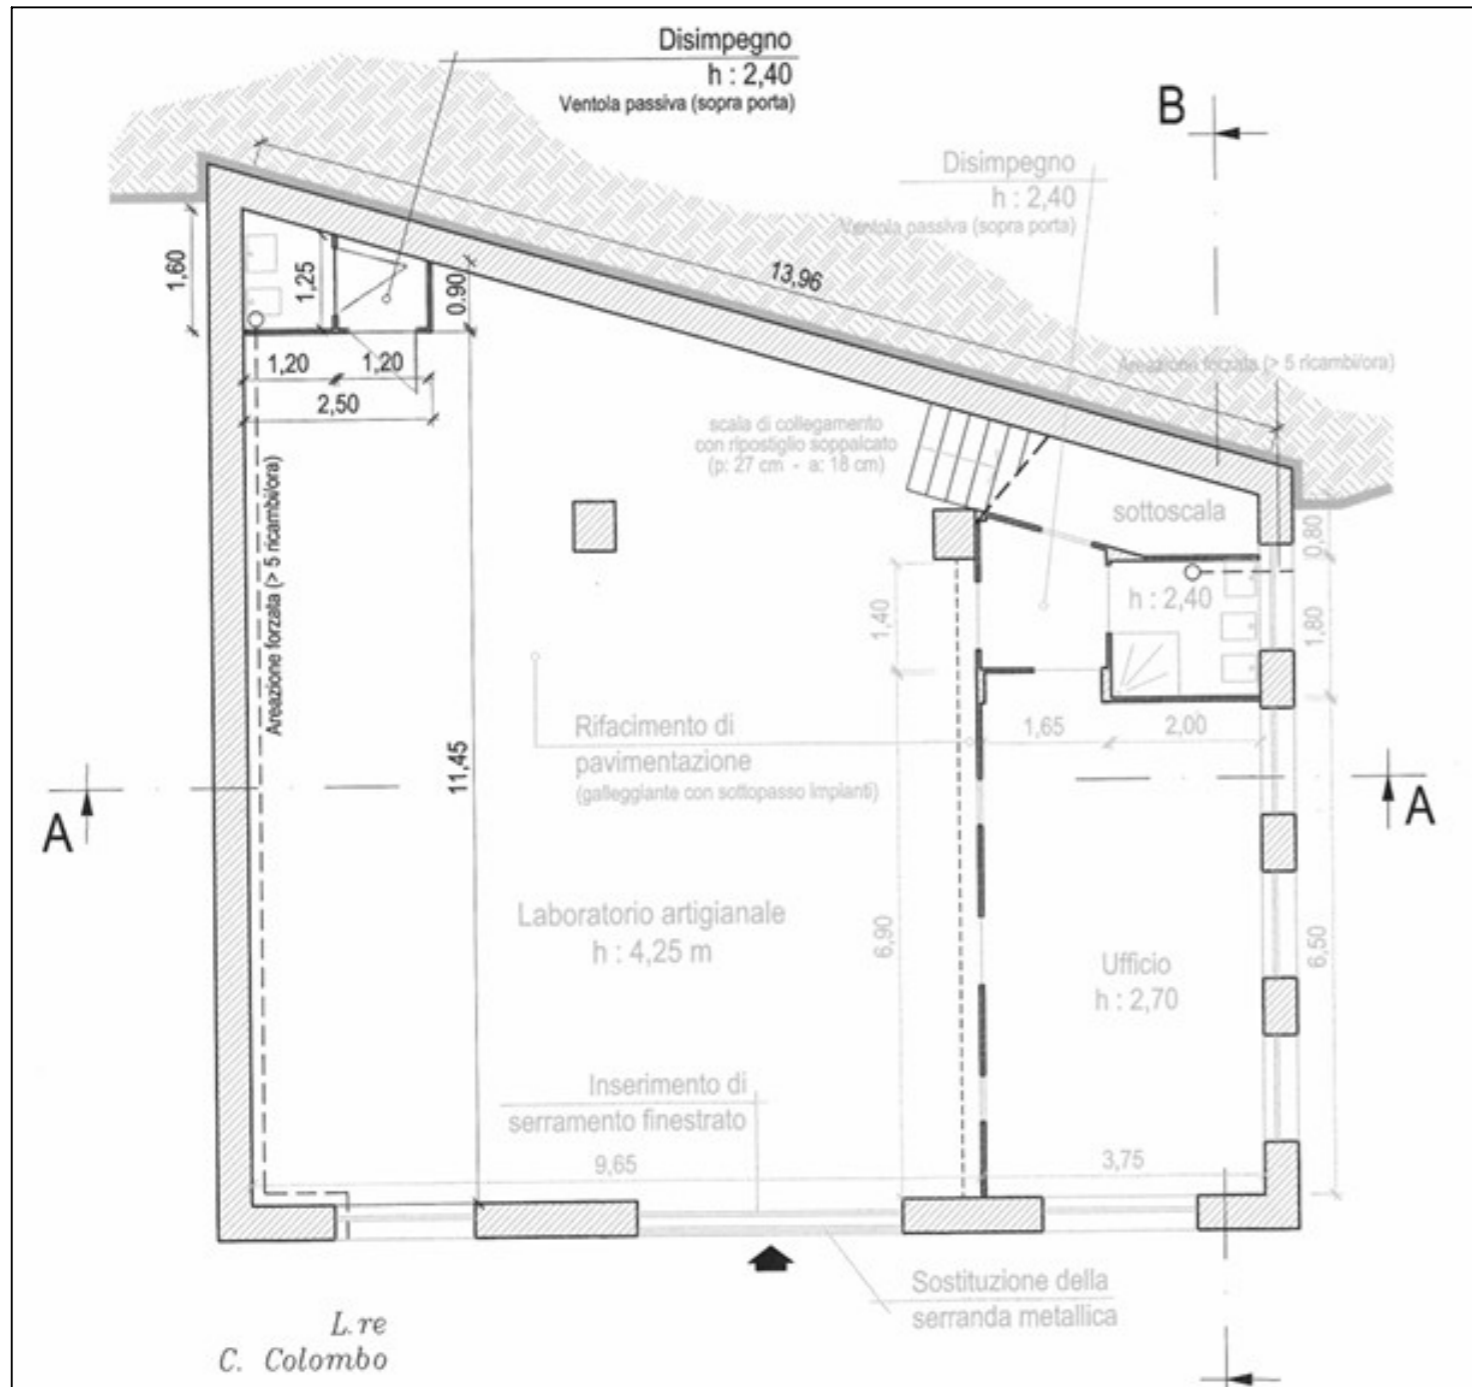 Disimpegno
h : 2,40
Ventola passiva (sopra porta)
B
Disimpegno
h : 2,40
Ventola passiva (sopra porta)
13,96
1,60
1,25
0.90
1,20
1,20
2,50
Areazione forzata (> 5 ricambi/ora)
scala di collegamento
con ripostiglio soppalcato
(p: 27 cm - a: 18 cm)
Areazione forzata (> 5 ricambi/ora)
sottoscala
0,80
h : 2,40
1,40
1,80
Rifacimento di
pavimentazione
(galleggiante con sottopasso impianti)
1,65
2,00
11,45
A
A
Laboratorio artigianale
h : 4,25 m
6,90
Ufficio
h : 2,70
6,50
Inserimento di
serramento finestrato
9,65
3,75
Sostituzione della
serranda metallica
L.re
C. Colombo